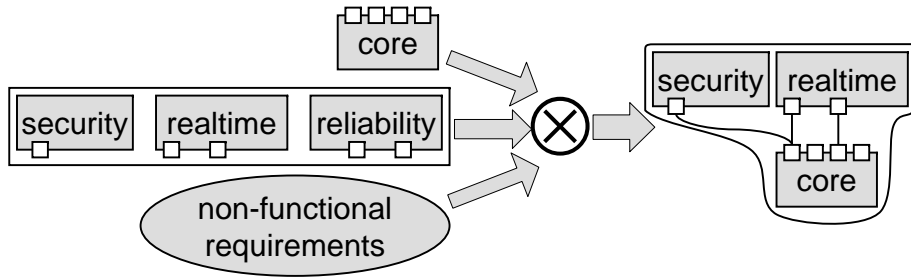 core
security
realtime
reliability
non-functional
requirements
security
realtime
core